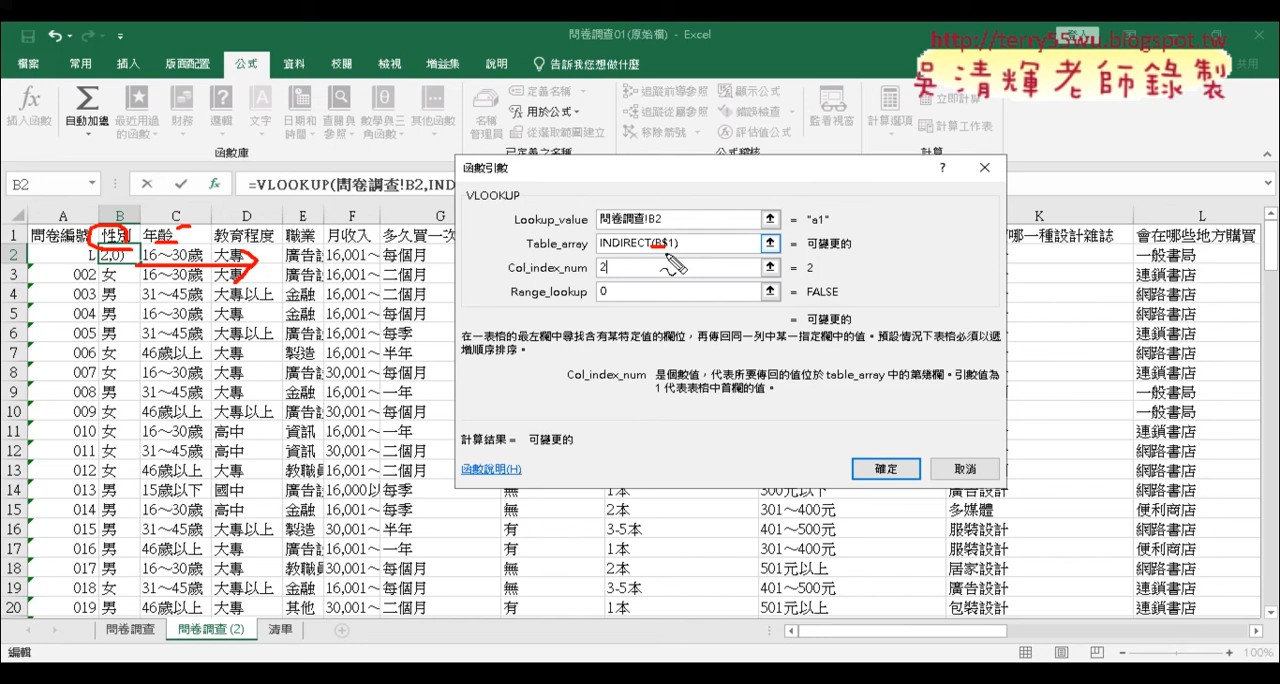 問卷調查01(原始檔) - Excel
登入
http://terry55wu.blogspot.tw
吳清輝老師錄製
檔案 常用 插入 版面配置 公式 資料 校閱 檢視 增益集 說明 告訴我您想做什麼 共用
插入函數 自動加總 最近用過的函數 財務 邏輯 文字 日期和時間 查閱與參照 數學與三角函數 其他函數
名稱管理員 定義名稱 用於公式 從選取範圍建立
追蹤前導參照 追蹤從屬參照 移除箭號 顯示公式 錯誤檢查 評估值公式 監看視窗
計算選項 立即計算 計算工作表
函數庫 已定義之名稱 公式稽核 計算
B2 =VLOOKUP(問卷調查!B2,IND
函數引數 ?
VLOOKUP
Lookup_value 問卷調查!B2 = "a1"
Table_array INDIRECT(B$1) = 可變更的
Col_index_num 2 = 2
Range_lookup 0 = FALSE
= 可變更的
在一表格的最左欄中尋找含有某特定值的欄位，再傳回同一列中某一指定欄中的值。預設情況下表格必須以遞
增順序排序。
Col_index_num 是個數值，代表所要傳回的值位於 table_array 中的第幾欄。引數值為
1 代表表格中首欄的值。
計算結果 = 可變更的
函數說明(H) 確定 取消
A B C D E F G K L
1 問卷編號 性別 年齡 教育程度 職業 月收入 多久買一次 哪一種設計雜誌 會在哪些地方購買
2 L 2,0) 16～30歲 大專 廣告設 16,001～ 每個月 一般書局
3 002 女 16～30歲 大專 廣告設 16,001～ 二個月 連鎖書店
4 003 男 31～45歲 大專以上 金融 16,001～ 二個月 網路書店
5 004 男 16～30歲 大專 金融 16,001～ 每個月 網路書店
6 005 男 31～45歲 大專以上 金融 16,001～ 每季 網路書店
7 006 女 46歲以上 大專 製造 16,001～ 半年 網路書店
8 007 女 16～30歲 大專 廣告設 30,001～ 每個月 網路書店
9 008 男 31～45歲 大專 金融 16,001～ 一年 一般書局
10 009 女 46歲以上 大專 廣告設 30,001～ 每個月 一般書局
11 010 女 16～30歲 高中 資訊 16,001～ 一年 連鎖書店
12 011 女 31～45歲 高中 資訊 30,001～ 二個月 連鎖書店
13 012 女 46歲以上 大專 教職員 16,001～ 二個月 連鎖書店
14 013 男 15歲以下 國中 廣告設 16,000以 每季 無 1本 300元以下 廣告設計 網路書店
15 014 男 16～30歲 高中 金融 16,001～ 每季 無 2本 301～400元 多媒體 便利商店
16 015 男 31～45歲 大專以上 製造 30,001～ 半年 有 3-5本 401～500元 服裝設計 網路書店
17 016 男 46歲以上 大專 金融 16,001～ 一年 有 1本 301～400元 服裝設計 便利商店
18 017 男 16～30歲 大專 教職員 30,001～ 每個月 無 2本 501元以上 居家設計 網路書店
19 018 女 31～45歲 大專以上 金融 16,001～ 每個月 無 3-5本 401～500元 廣告設計 連鎖書店
20 019 男 46歲以上 大專 其他 30,001～ 二個月 有 1本 501元以上 包裝設計 網路書店
問卷調查 問卷調查 (2) 清單
編輯 100%